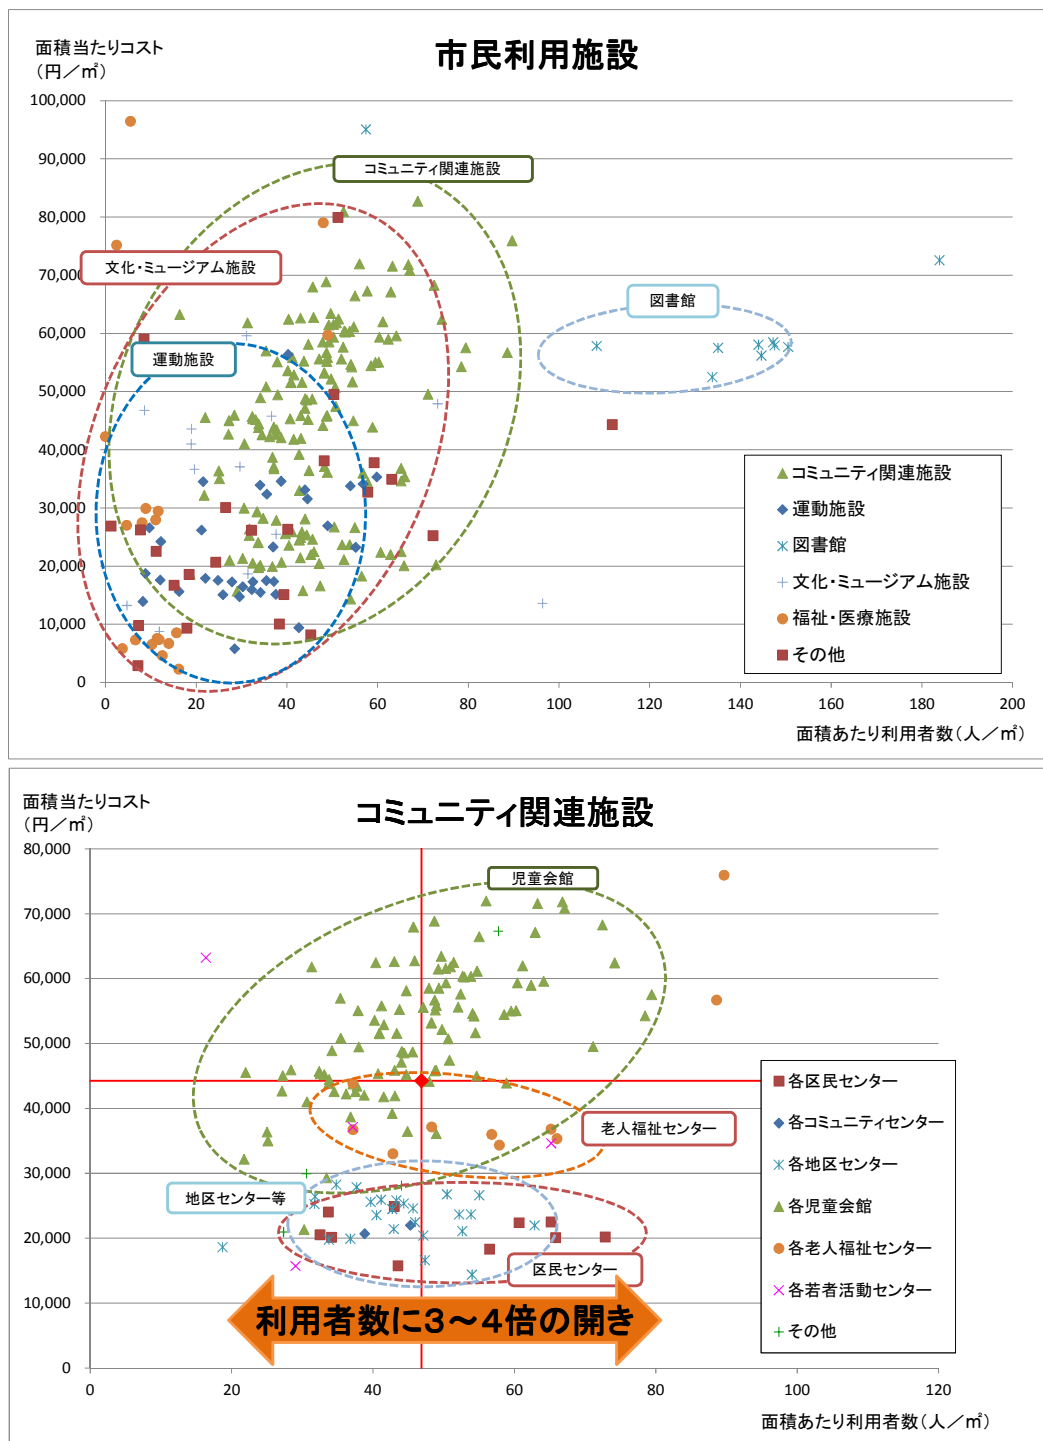 面積当たりコスト
(円／㎡)
市民利用施設
100,000
90,000
80,000
70,000
60,000
50,000
40,000
30,000
20,000
10,000
0
コミュニティ関連施設
文化・ミュージアム施設
運動施設
図書館
コミュニティ関連施設
運動施設
図書館
文化・ミュージアム施設
福祉・医療施設
その他
0 20 40 60 80 100 120 140 160 180 200
面積あたり利用者数(人／㎡)
面積当たりコスト
(円／㎡)
コミュニティ関連施設
80,000
70,000
60,000
50,000
40,000
30,000
20,000
10,000
0
児童会館
老人福祉センター
地区センター等
区民センター
利用者数に3～4倍の開き
各区民センター
各コミュニティセンター
各地区センター
各児童会館
各老人福祉センター
各若者活動センター
その他
0 20 40 60 80 100 120
面積あたり利用者数(人／㎡)